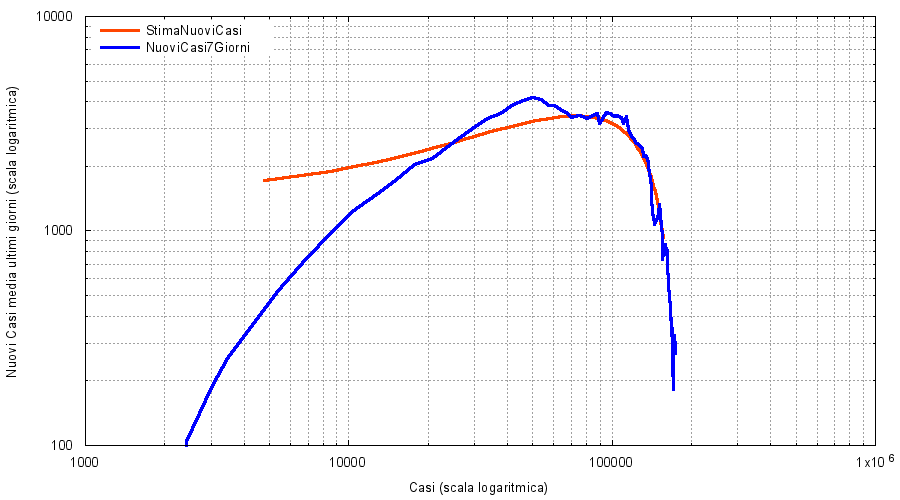 10000
StimaNuoviCasi
NuoviCasi7Giorni
Nuovi Casi media ultimi giorni (scala logaritmica)
1000
100
1000
10000
100000
1x10 6
Casi (scala logaritmica)